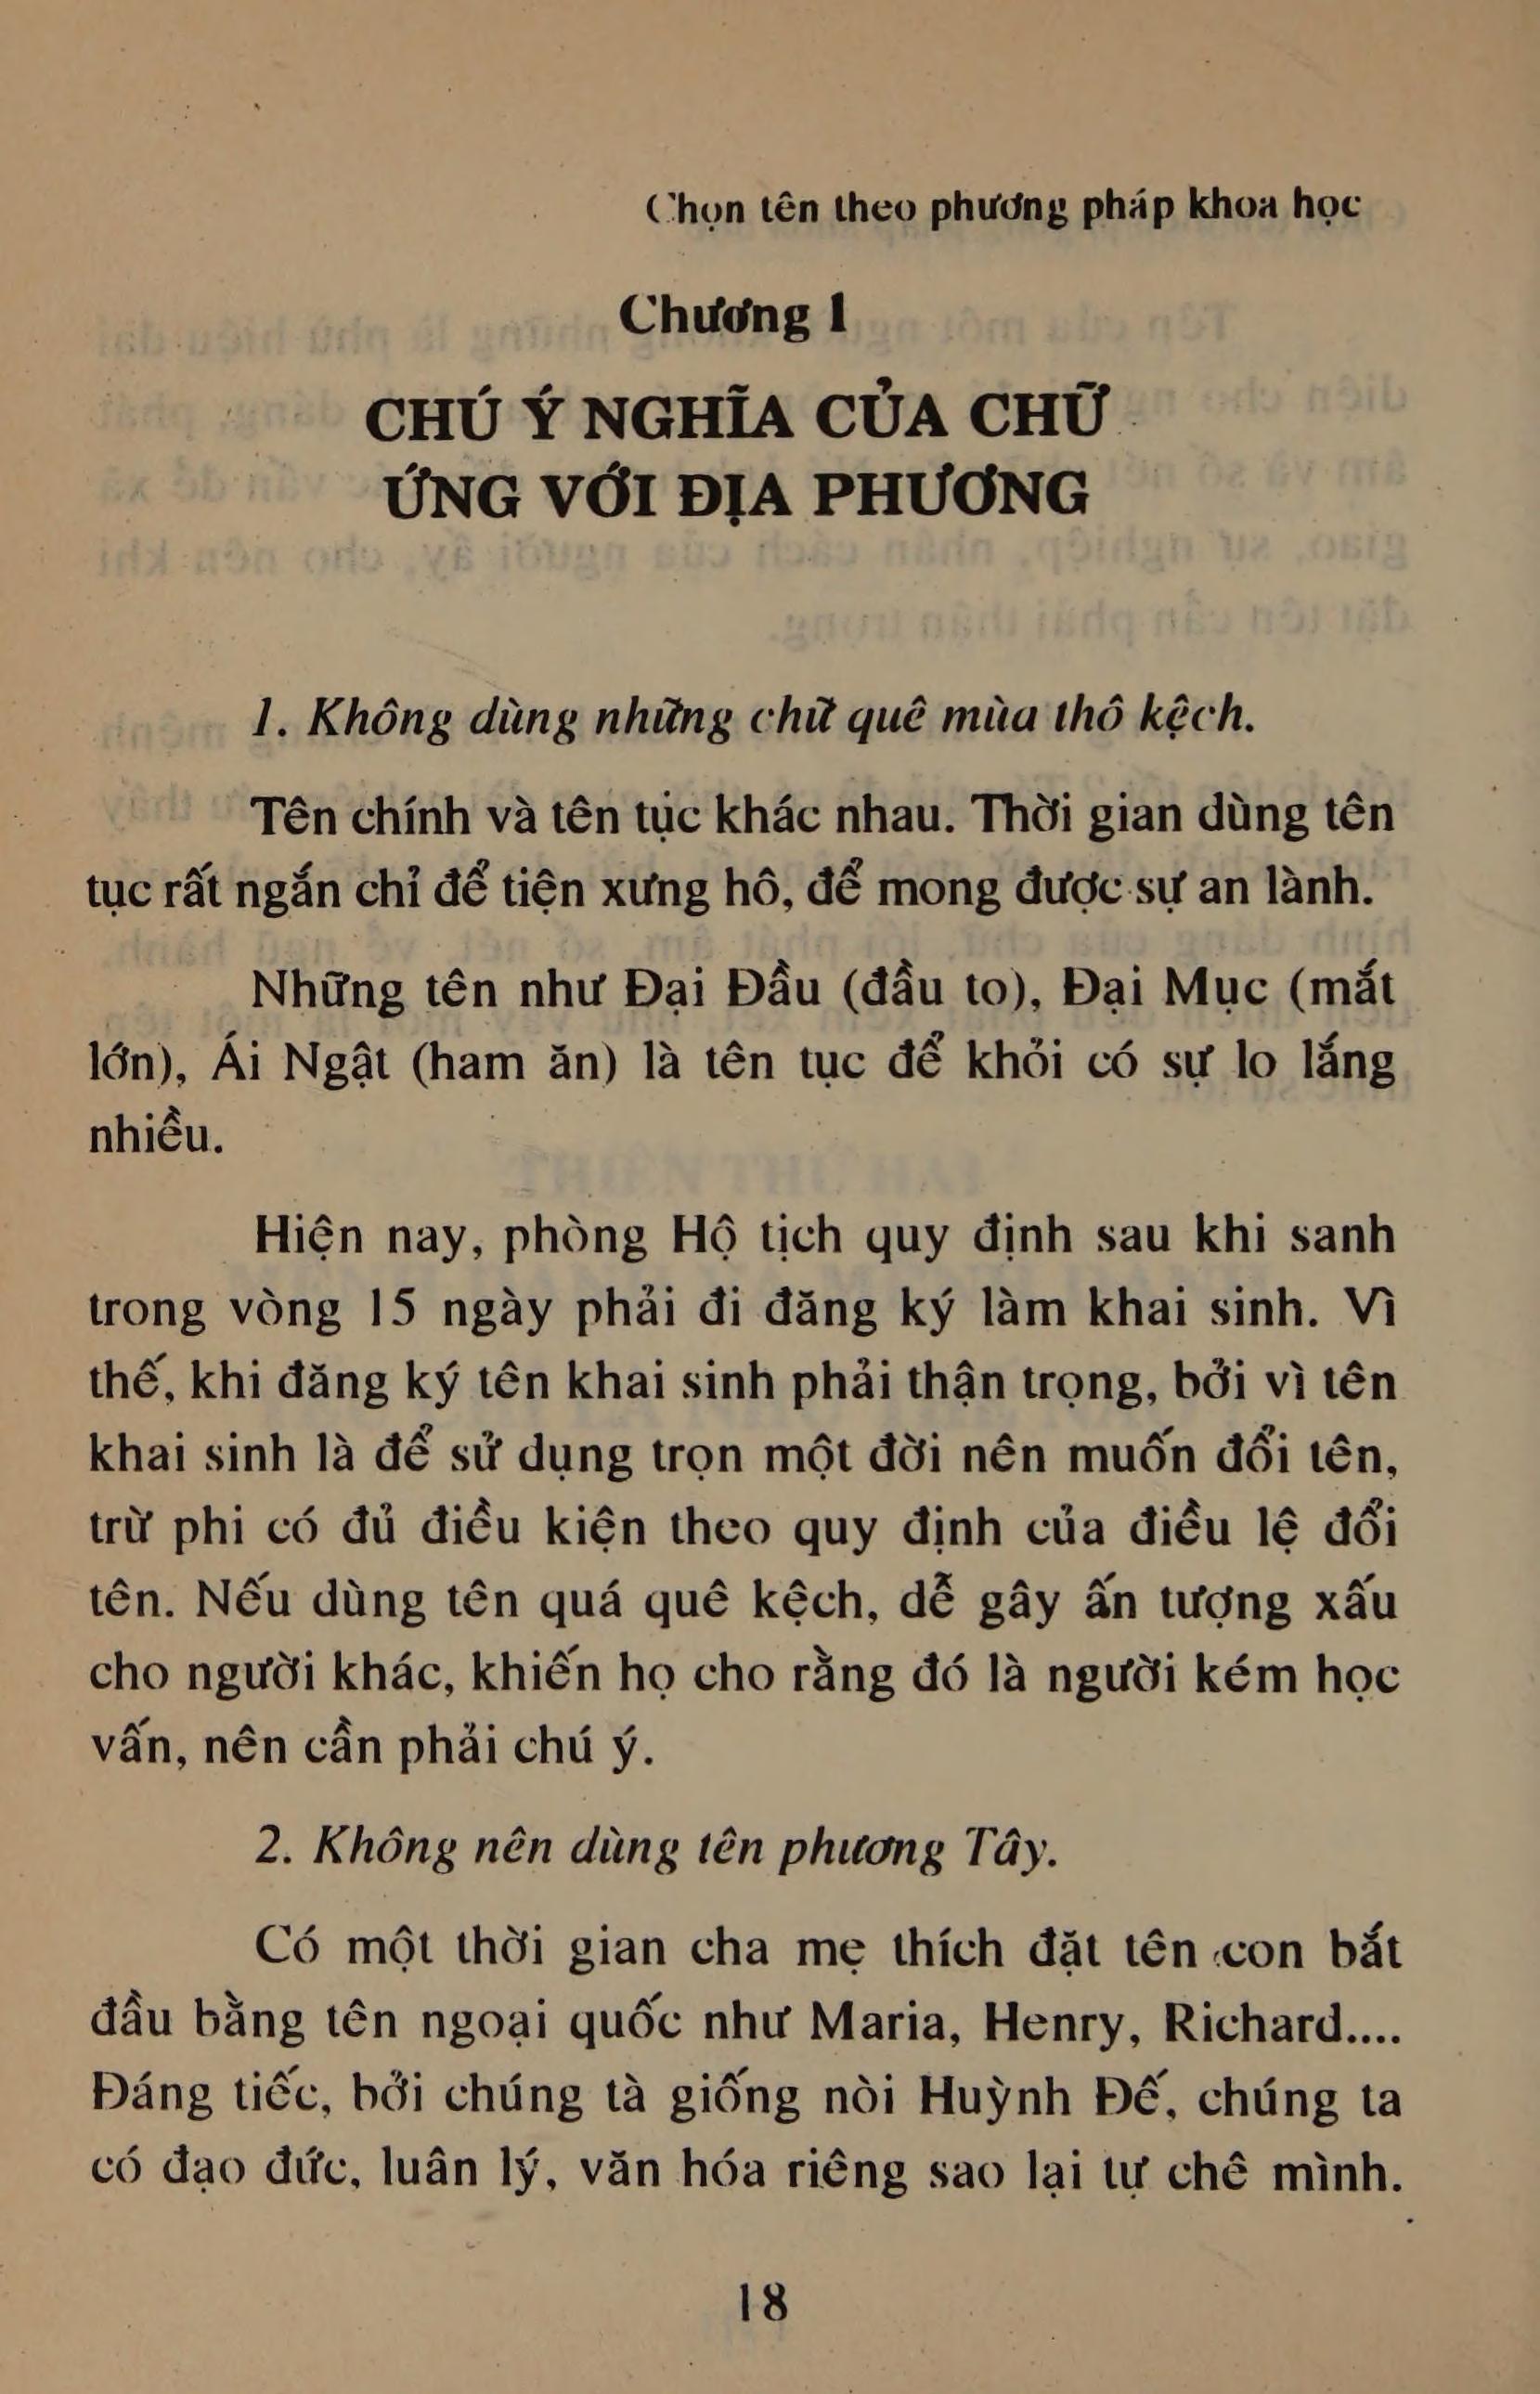 Chọn tên theo phương pháp khoa học
Chương 1
CHÚ Ý NGHĨA CỦA CHỮ
ỨNG VỚI ĐỊA PHƯƠNG
1. Không dùng những chữ quê mùa thô kệch.
Tên chính và tên tục khác nhau. Thời gian dùng tên
tục rất ngắn chỉ để tiện xưng hô, để mong được sự an lành.
Những tên như Đại Đầu (đầu to), Đại Mục (mắt
lớn), Ái Ngật (ham ăn) là tên tục để khỏi có sự lo lắng
nhiều.
Hiện nay, phòng Hộ tịch quy định sau khi sanh
trong vòng 15 ngày phải đi đăng ký làm khai sinh. Vì
thế, khi đăng ký tên khai sinh phải thận trọng, bởi vì tên
khai sinh là để sử dụng trọn một đời nên muốn đổi tên,
trừ phi có đủ điều kiện theo quy định của điều lệ đổi
tên. Nếu dùng tên quá quê kệch, dễ gây ấn tượng xấu
cho người khác, khiến họ cho rằng đó là người kém học
vấn, nên cần phải chú ý.
2. Không nên dùng tên phương Tây.
Có một thời gian cha mẹ thích đặt tên con bắt
đầu bằng tên ngoại quốc như Maria, Henry, Richard....
Đáng tiếc, bởi chúng tà giống nòi Huỳnh Đế, chúng ta
có đạo đức, luân lý, văn hóa riêng sao lại tự chê mình.
18